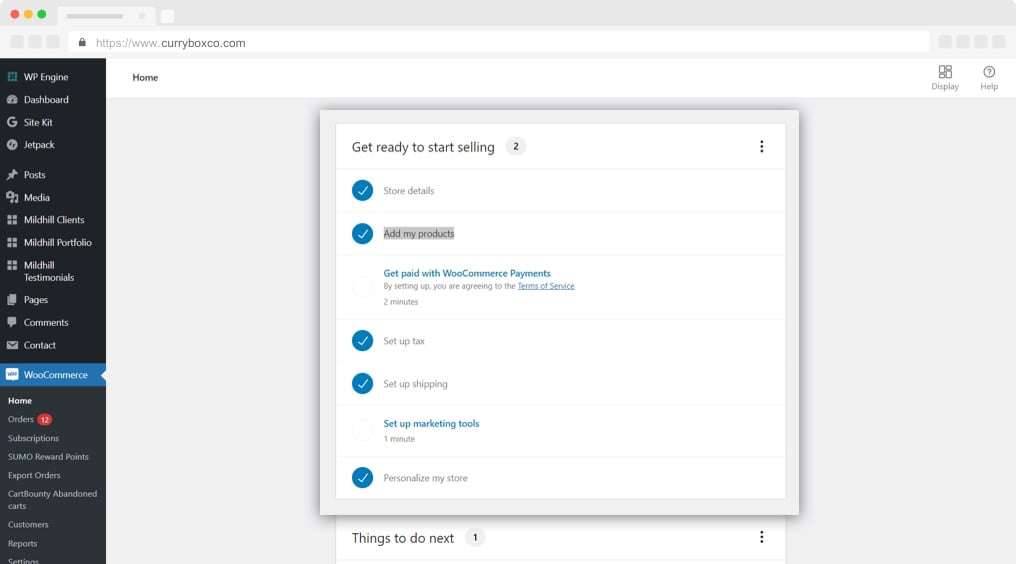 https://www.curryboxco.com
WP Engine
Dashboard
Site Kit
Jetpack
Posts
Media
Mildhill Clients
Mildhill Portfolio
Mildhill
Testimonials
Pages
Comments
Contact
WooCommerce
Home
Orders 12
Subscriptions
SUMO Reward Points
Export Orders
CartBounty Abandoned
carts
Customers
Reports
Settings
Home
Display
Help
Get ready to start selling 2
Store details
Add my products
Get paid with WooCommerce Payments
By setting up, you are agreeing to the Terms of Service
2 minutes
Set up tax
Set up shipping
Set up marketing tools
1 minute
Personalize my store
Things to do next 1